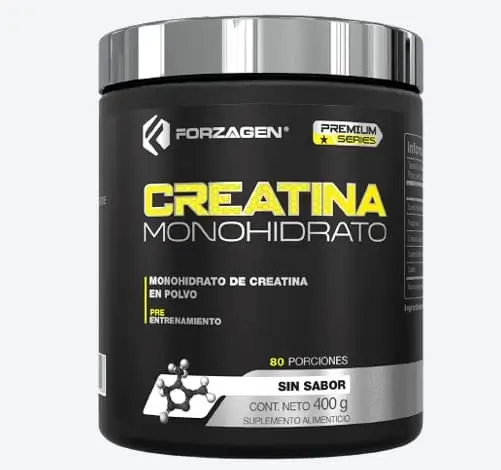 FORZAGEN®
PREMIUM
SERIES
CREATINA
MONOHIDRATO
MONOHIDRATO DE CREATINA
EN POLVO
PRE
ENTRENAMIENTO
80 PORCIONES
SIN SABOR
CONT. NETO 400 g
SUPLEMENTO ALIMENTICIO